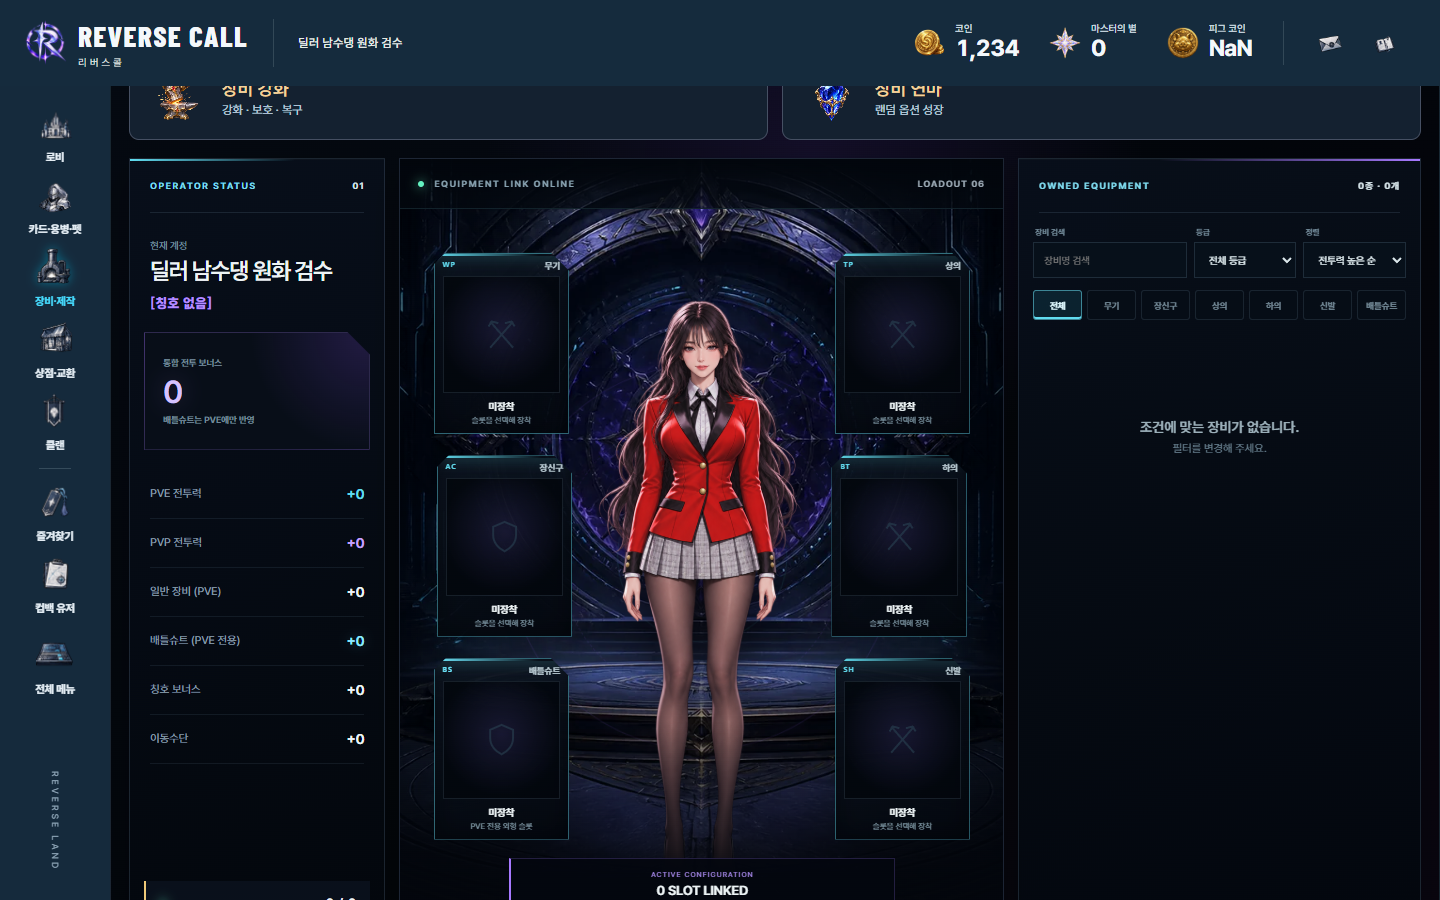 REVERSE CALL
리버스콜
딜러 남수댕 원화 검수
코인
1,234
마스터의 별
0
피그 코인
NaN
로비
카드·용병·펫
장비·제작
상점·교환
클랜
즐겨찾기
컴백 유저
전체 메뉴
REVERSE LAND
장비 강화
강화 · 보호 · 복구
장비 연마
랜덤 옵션 성장
OPERATOR STATUS
01
현재 계정
딜러 남수댕 원화 검수
[칭호 없음]
통합 전투 보너스
0
배틀슈트는 PVE에만 반영
PVE 전투력
+0
PVP 전투력
+0
일반 장비 (PVE)
+0
배틀슈트 (PVE 전용)
+0
칭호 보너스
+0
이동수단
+0
EQUIPMENT LINK ONLINE
LOADOUT 06
WP
무기
미장착
슬롯을 선택해 장착
TP
상의
미장착
슬롯을 선택해 장착
AC
장신구
미장착
슬롯을 선택해 장착
BT
하의
미장착
슬롯을 선택해 장착
BS
배틀슈트
미장착
PVE 전용 외형 슬롯
SH
신발
미장착
슬롯을 선택해 장착
ACTIVE CONFIGURATION
0 SLOT LINKED
OWNED EQUIPMENT
0종 · 0개
장비 검색
등급
정렬
장비명 검색
전체 등급
전투력 높은 순
전체
무기
장신구
상의
하의
신발
배틀슈트
조건에 맞는 장비가 없습니다.
필터를 변경해 주세요.